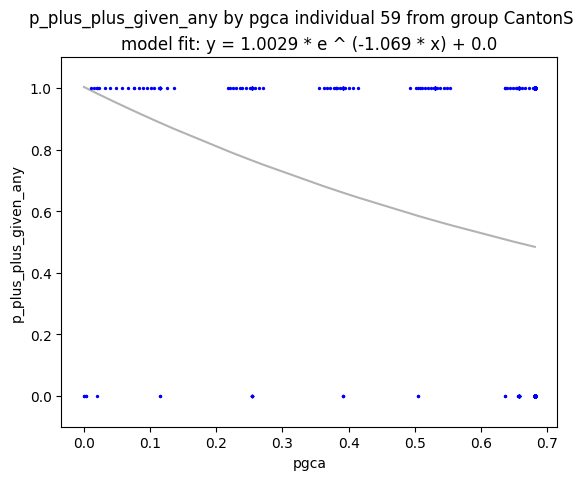 p_plus_plus_given_any by pgca individual 59 from group CantonS
model fit: y = 1.0029 * e ^ (-1.069 * x) + 0.0
1.0
0.8
0.6
0.4
0.2
0.0
p_plus_plus_given_any
0.0 0.1 0.2 0.3 0.4 0.5 0.6 0.7
pgca